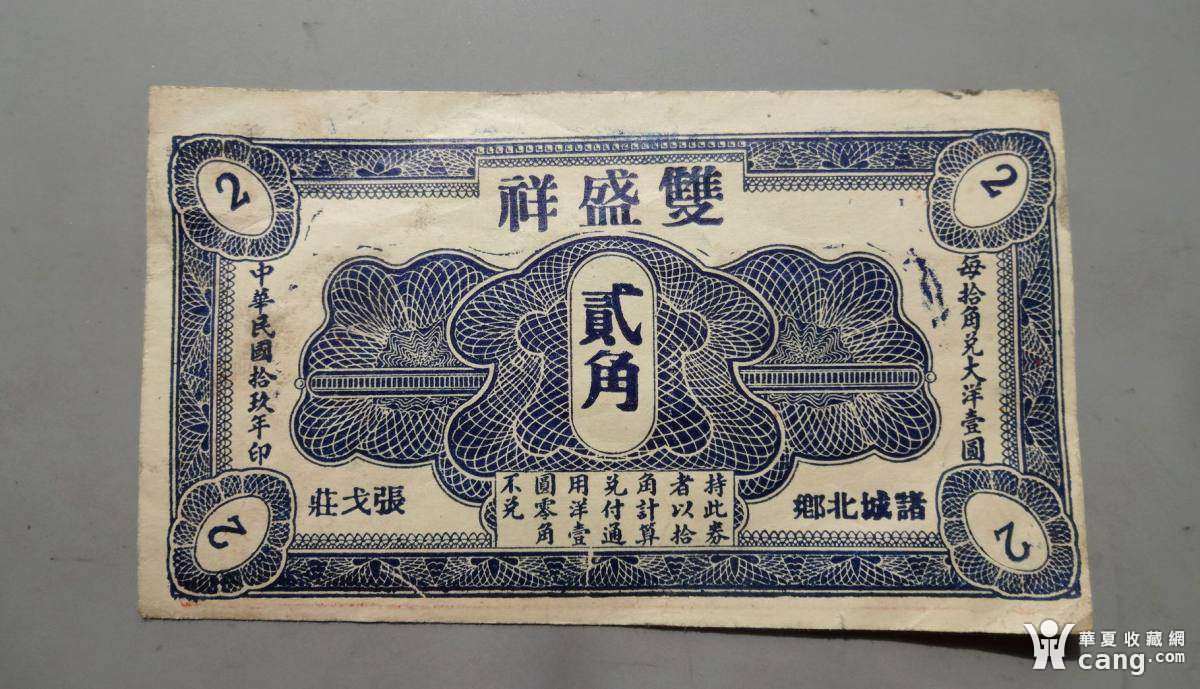 雙盛祥
2
2
每拾角兌大洋壹圓
貳角
中華民國拾玖年印
諸城北鄉
持此券
者以拾
角計算
兌付通
用洋壹
圓零角
不兌
張戈莊
2
2
華夏收藏網
cang.com